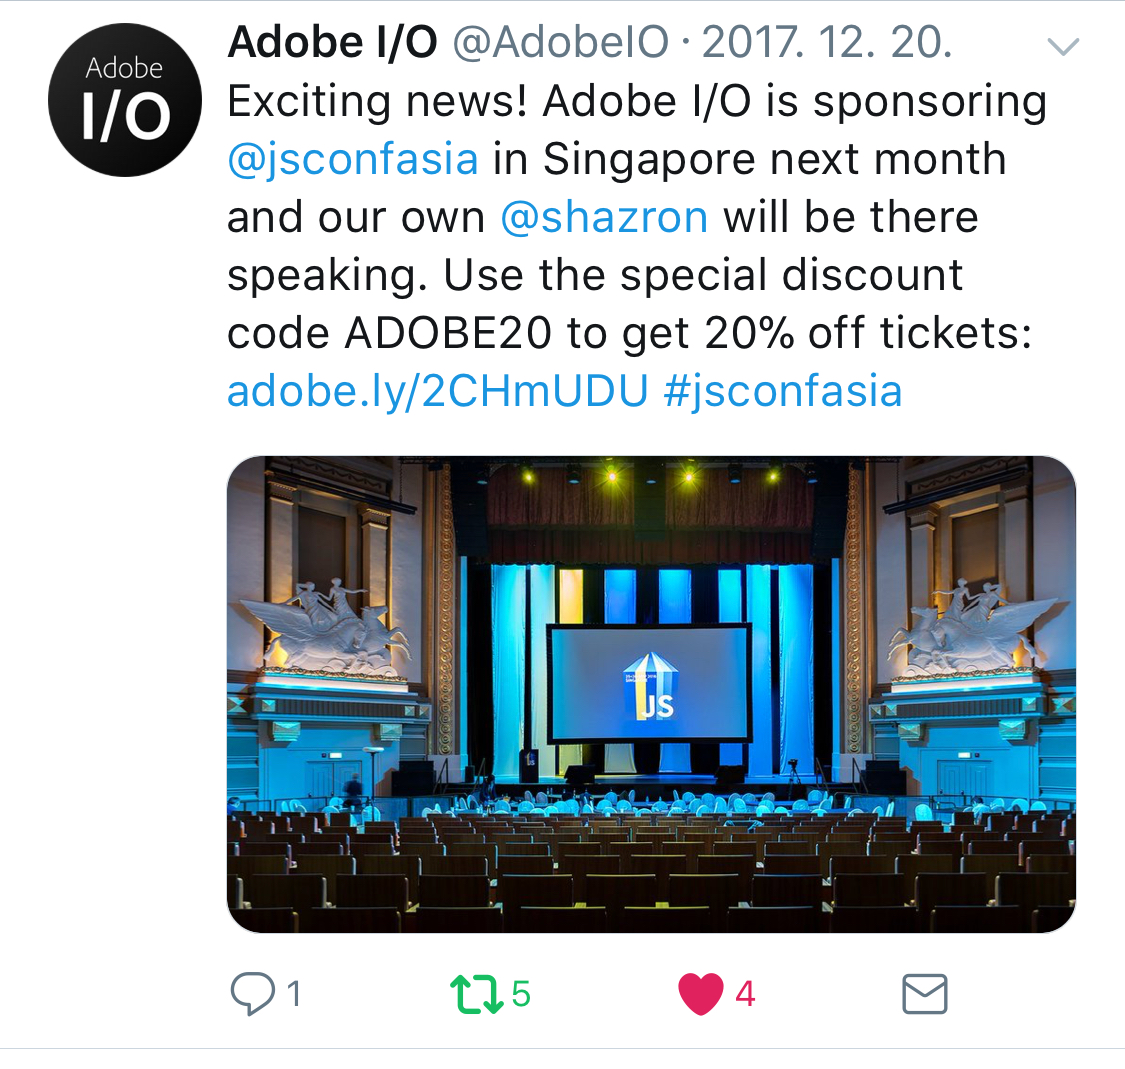 Adobe
I/O
Adobe I/O @AdobeIO · 2017. 12. 20.
Exciting news! Adobe I/O is sponsoring
@jsconfasia in Singapore next month
and our own @shazron will be there
speaking. Use the special discount
code ADOBE20 to get 20% off tickets:
adobe.ly/2CHmUDU #jsconfasia
JS
1
5
4